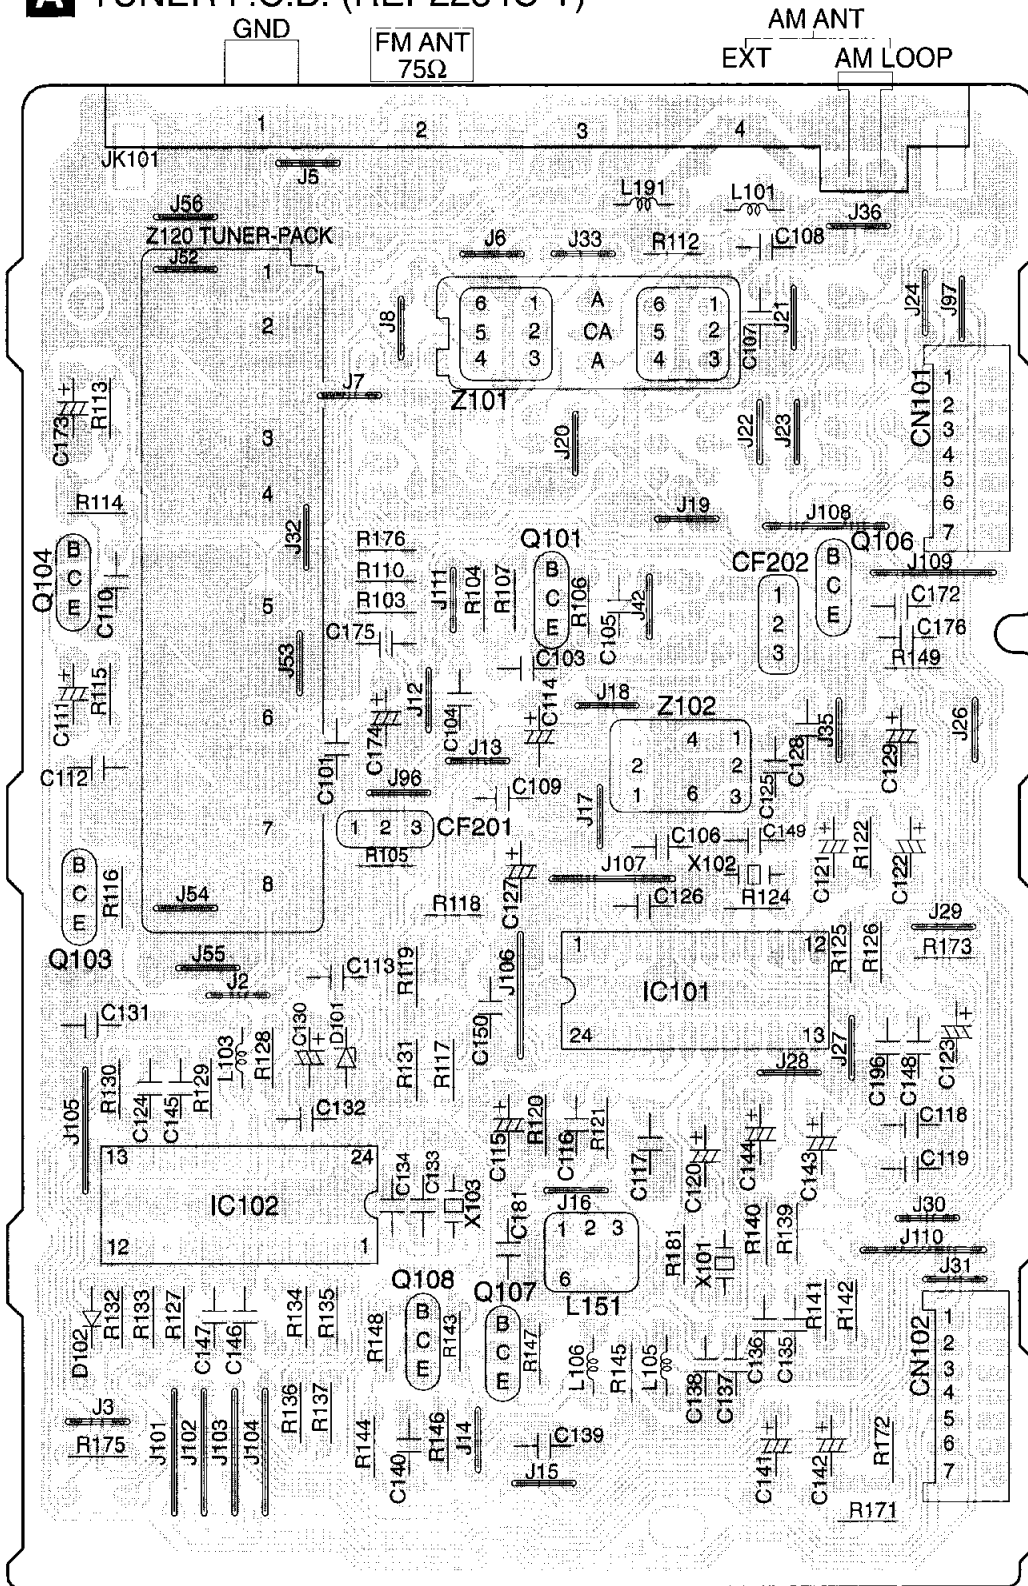 A TUNER P.C.B.
AM ANT
GND
FM ANT
75Ω
EXT
AM LOOP
1
2
3
4
JK101
J5
L191
L101
J56
J36
Z120 TUNER-PACK
J6
J33
R112
C108
J52
1
2
3
4
5
6
7
8
J8
6 1 A 6 1
5 2 CA 5 2
4 3 A 4 3
Z101
C107
J21
J24
J97
J7
C173
R113
J20
J22
J23
CN101
1
2
3
4
5
6
7
R114
J32
J19
J108
Q106
B
C
E
J109
Q104
B
C
E
C110
R176
R110
R103
J111
R104
R107
Q101
B
C
E
R106
C105
J42
CF202
1
2
3
C172
C176
R149
C175
J53
C103
C111
R115
J12
C104
C114
J18
Z102
4 1
2 2
1 6 3
C174
C101
J13
C125
C128
J35
C129
J26
C112
J96
C109
J17
1 2 3
CF201
C106
C149
X102
R105
C127
J107
C126
R124
C121
R122
C122
B
C
E
Q103
R116
J54
R118
J29
R173
J55
J2
C113
R119
J106
1 12
IC101
24 13
R125
R126
C131
C130
D101
C150
L103
R128
R131
R117
J28
J27
C196
C148
C123
J105
R130
C124
C145
R129
C132
C115
R120
C116
R121
C117
C120
C144
C143
C118
C119
13 24
IC102
12 1
C134
C133
X103
C181
J16
1 2 3
6
L151
R181
X101
R140
R139
J30
J110
J31
Q108
B
C
E
Q107
B
C
E
D102
R132
R133
R127
C147
C146
R134
R135
R148
R143
R147
L106
R145
L105
C138
C137
C136
C135
R141
R142
CN102
1
2
3
4
5
6
7
J3
R175
J101
J102
J103
J104
R136
R137
R144
C140
R146
J14
C139
J15
C141
C142
R172
R171